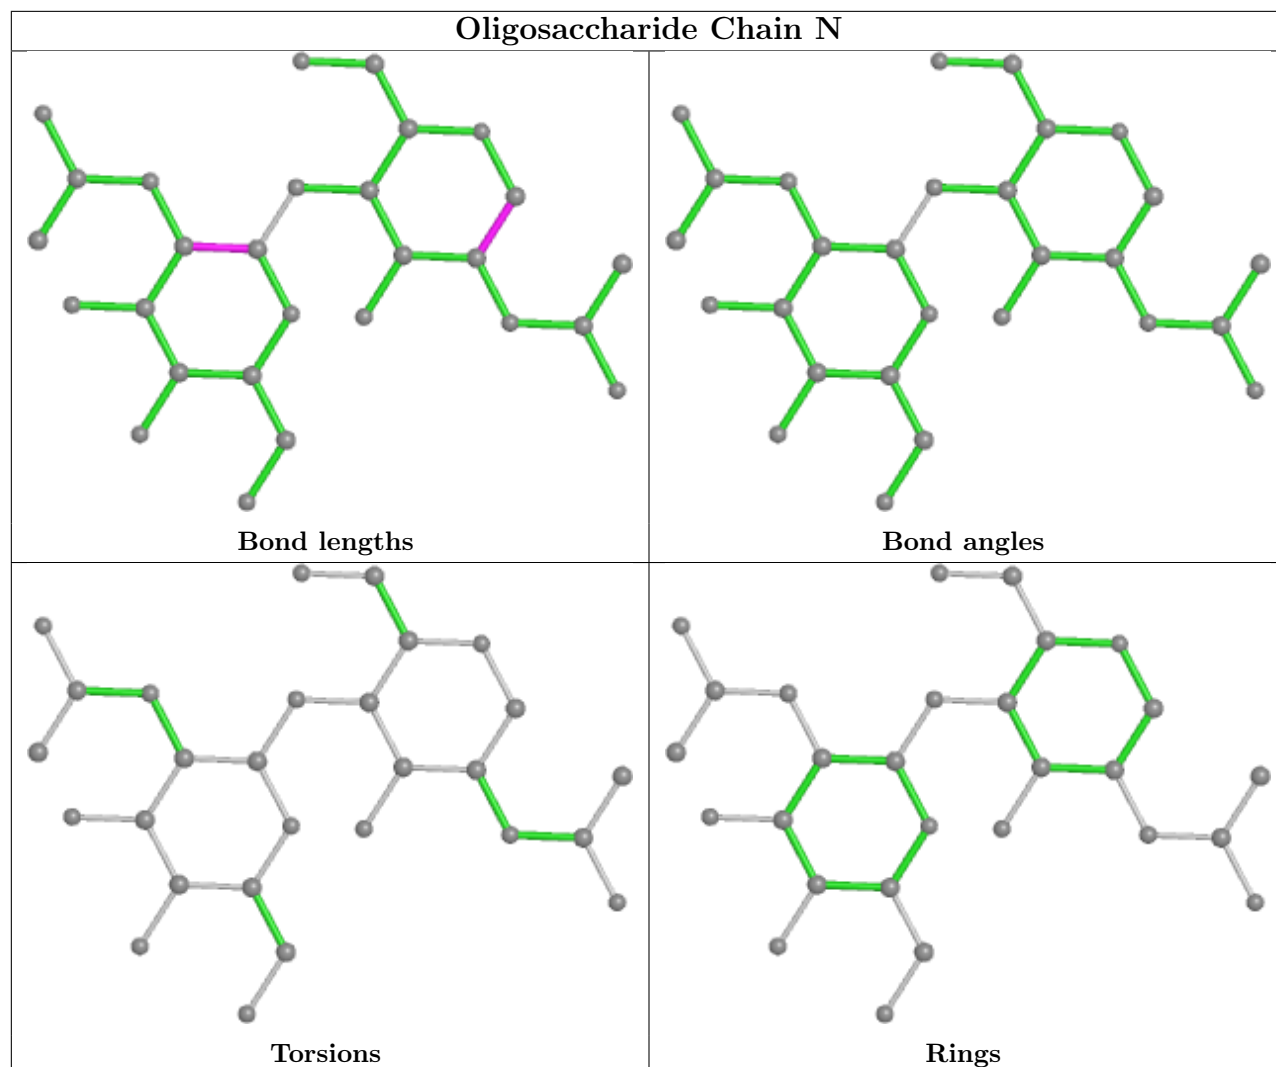 Oligosaccharide Chain N
Bond lengths
Bond angles
Torsions
Rings